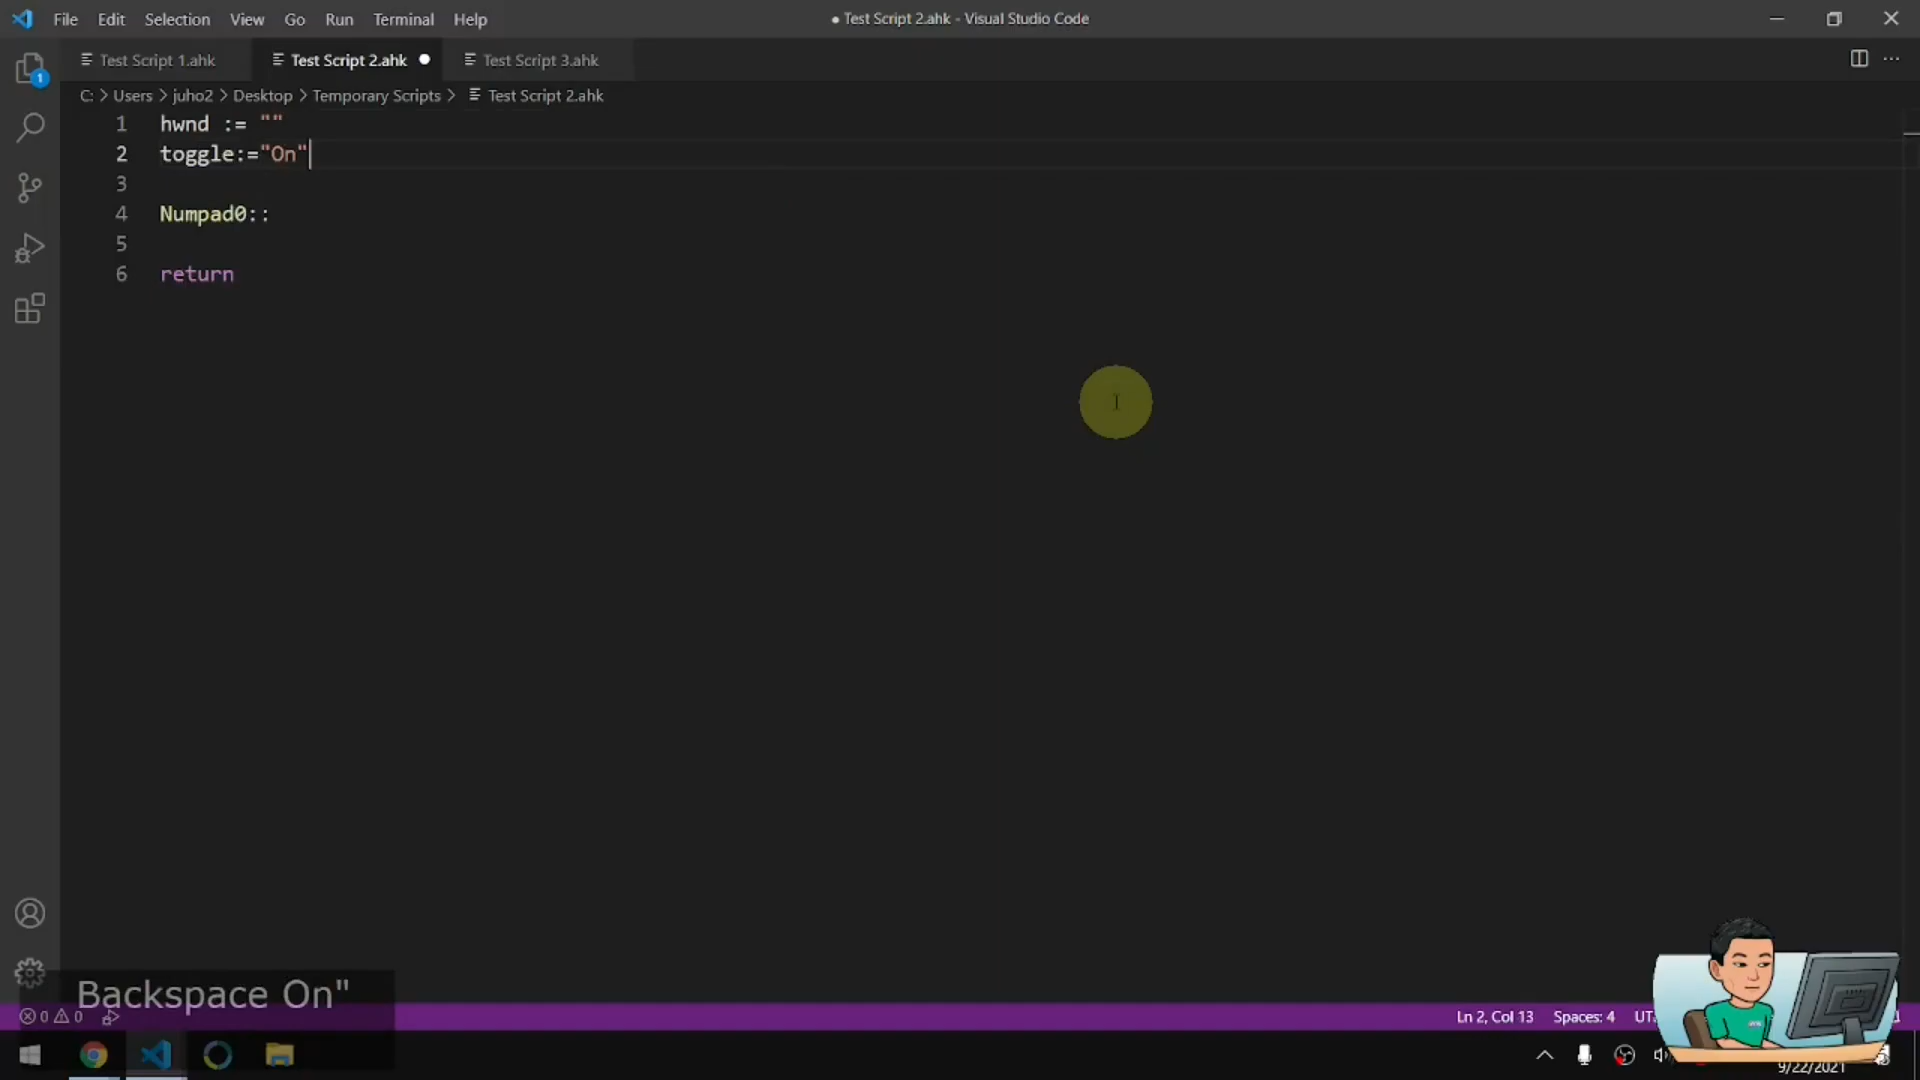 File Edit Selection View Go Run Terminal Help
● Test Script 2.ahk - Visual Studio Code
Test Script 1.ahk
Test Script 2.ahk
Test Script 3.ahk
1
C: > Users > juho2 > Desktop > Temporary Scripts > Test Script 2.ahk
1 hwnd := ""
2 toggle:="On"
3
4 Numpad0::
5
6 return
Backspace On"
0 0
Ln 2, Col 13 Spaces: 4 UT
9/22/2021